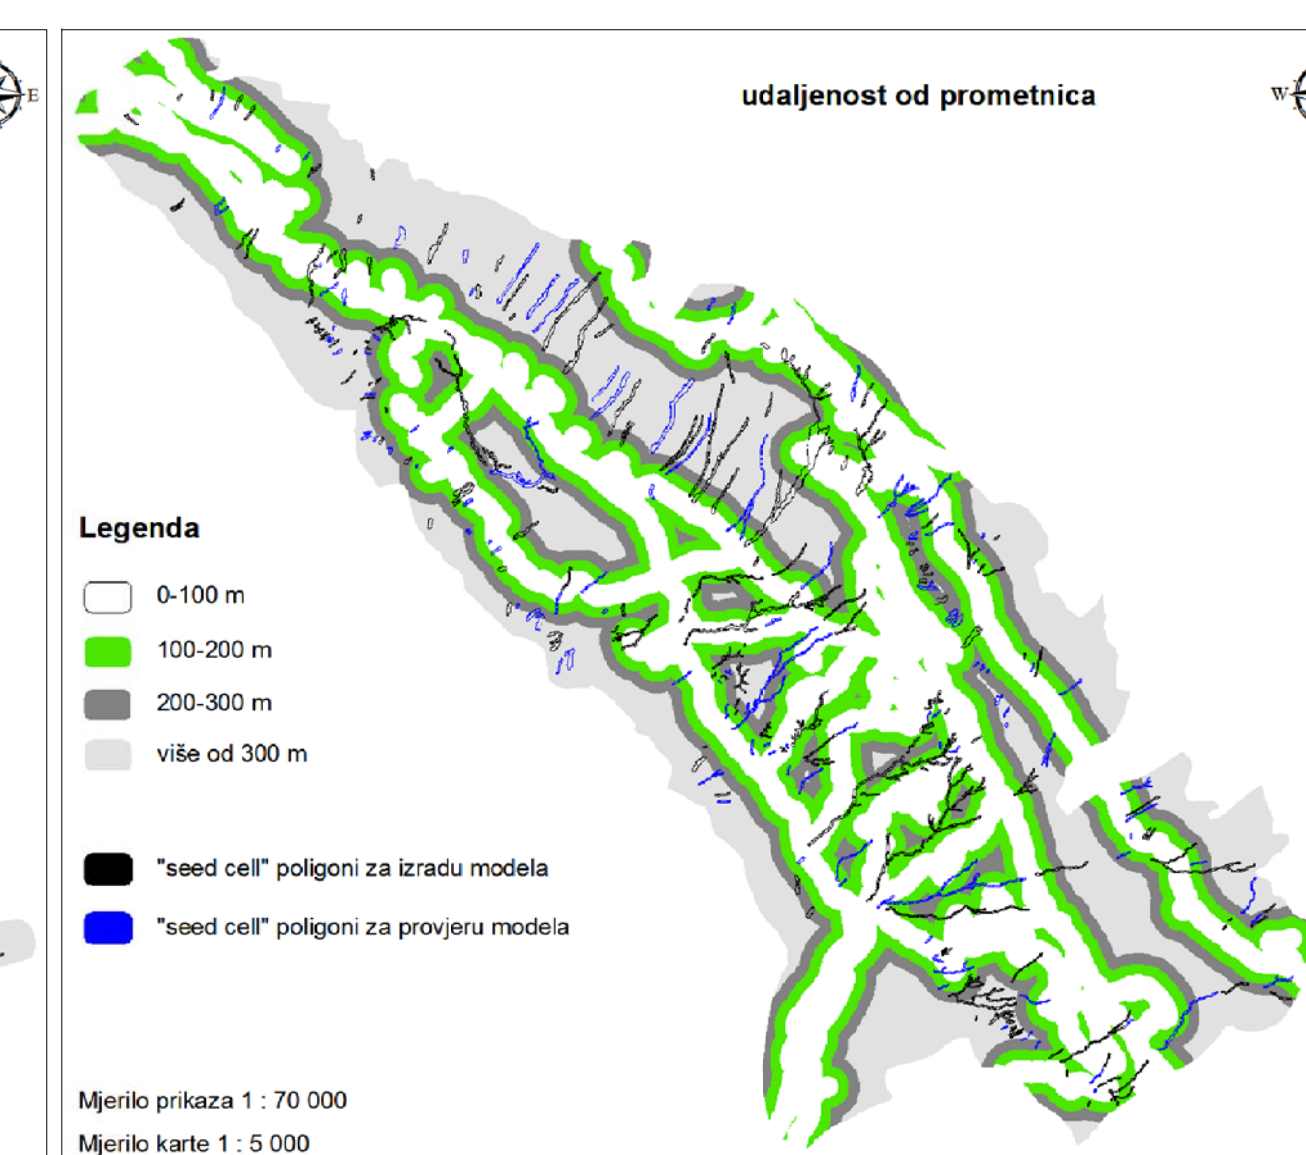 E
udaljenost od prometnica
W
Legenda
0-100 m
100-200 m
200-300 m
više od 300 m
"seed cell" poligoni za izradu modela
"seed cell" poligoni za provjeru modela
Mjerilo prikaza 1 : 70 000
Mjerilo karte 1 : 5 000